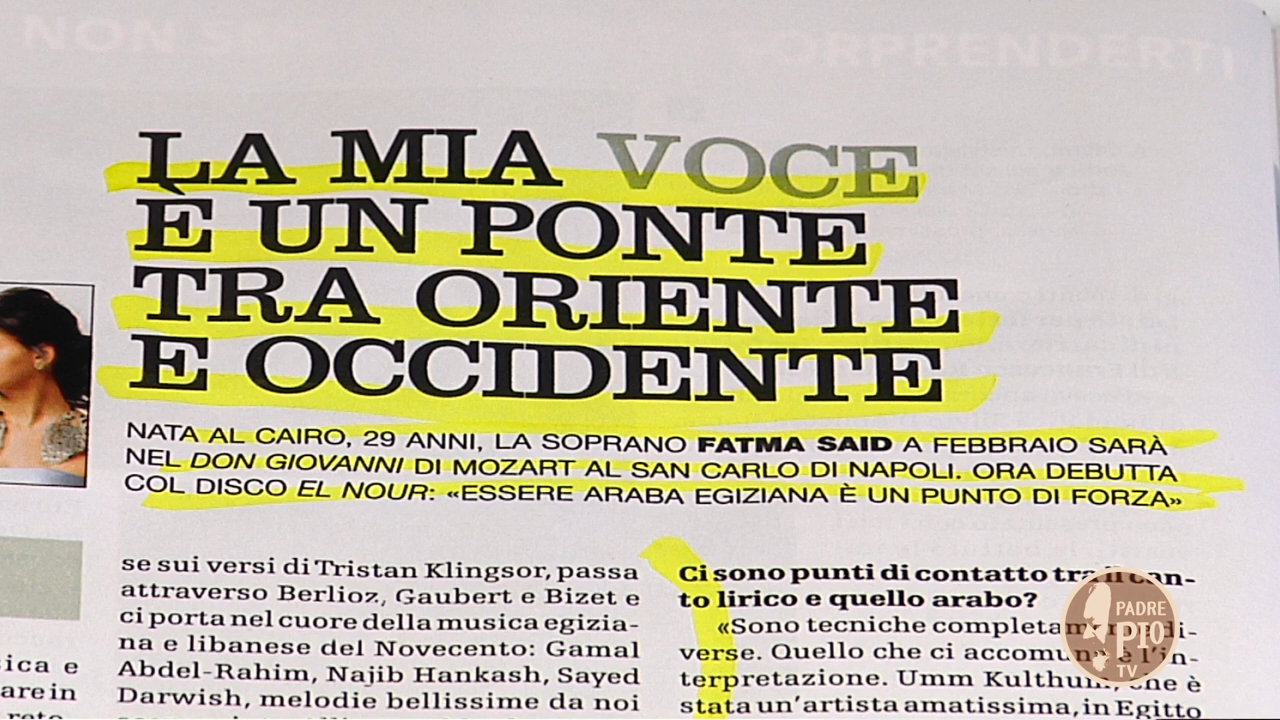 NON S
ORPRENDERTI
LA MIA VOCE
È UN PONTE
TRA ORIENTE
E OCCIDENTE
NATA AL CAIRO, 29 ANNI, LA SOPRANO FATMA SAID A FEBBRAIO SARÀ
NEL DON GIOVANNI DI MOZART AL SAN CARLO DI NAPOLI. ORA DEBUTTA
COL DISCO EL NOUR: «ESSERE ARABA EGIZIANA È UN PUNTO DI FORZA»
sica e
are in
se sui versi di Tristan Klingsor, passa
attraverso Berlioz, Gaubert e Bizet e
ci porta nel cuore della musica egizia-
na e libanese del Novecento: Gamal
Abdel-Rahim, Najib Hankash, Sayed
Darwish, melodie bellissime da noi
Ci sono punti di contatto tra il can-
to lirico e quello arabo?
«Sono tecniche completamente di-
verse. Quello che ci accomuna è l'in-
terpretazione. Umm Kulthum, che è
stata un'artista amatissima, in Egitto
PADRE
PIO
TV